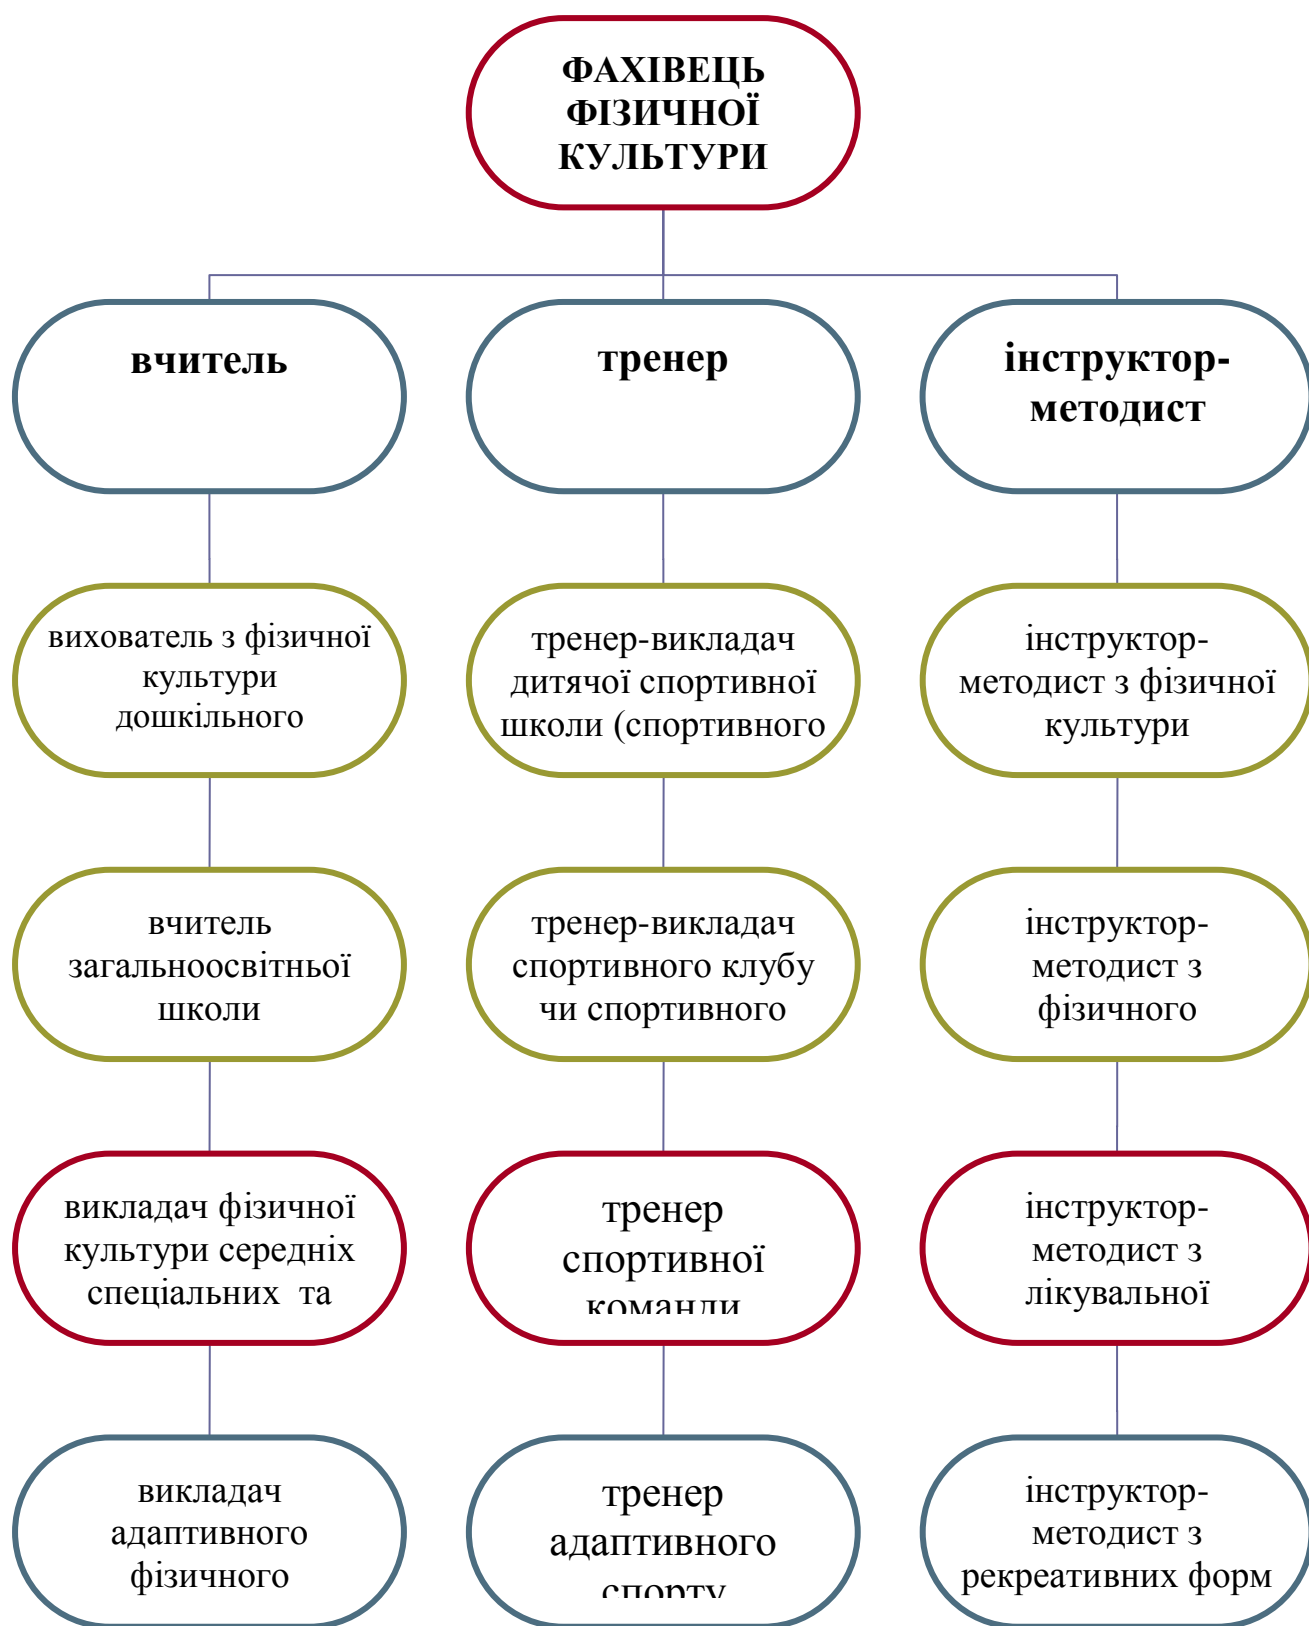 ФАХІВЕЦЬ
ФІЗИЧНОЇ
КУЛЬТУРИ
вчитель
тренер
інструктор-
методист
вихователь з фізичної
культури
дошкільного
тренер-викладач
дитячої спортивної
школи (спортивного
інструктор-
методист з фізичної
культури
вчитель
загальноосвітньої
школи
тренер-викладач
спортивного клубу
чи спортивного
інструктор-
методист з
фізичного
викладач фізичної
культури середніх
спеціальних та
тренер
спортивної
команди
інструктор-
методист з
лікувальної
викладач
адаптивного
фізичного
тренер
адаптивного
спорту
інструктор-
методист з
рекреативних форм